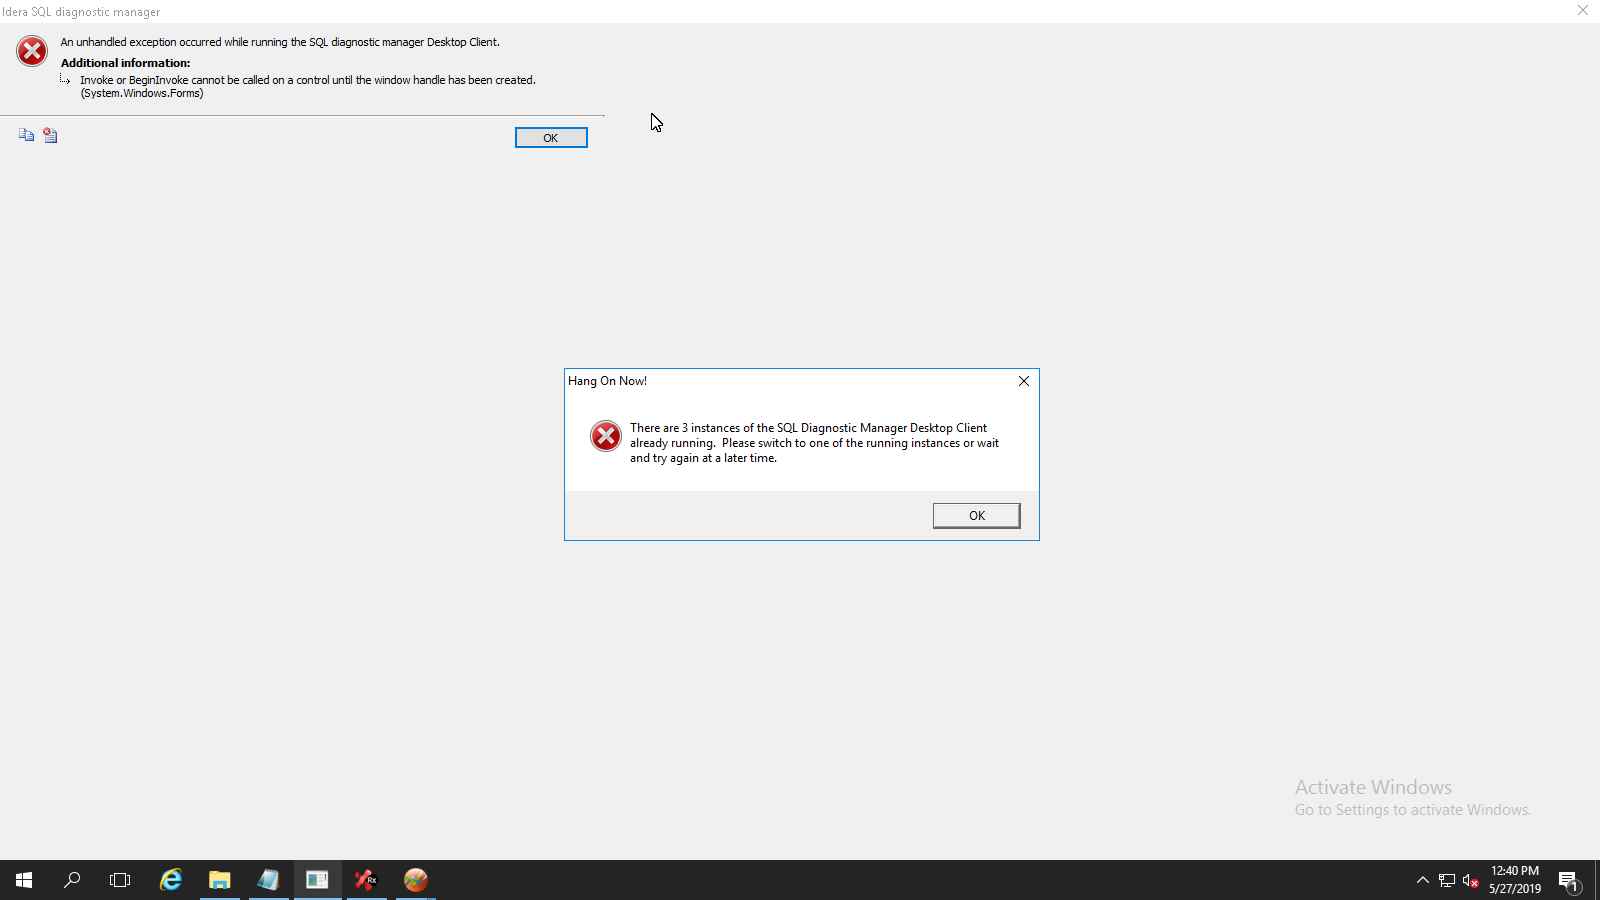 Idera SQL diagnostic manager
An unhandled exception occurred while running the SQL diagnostic manager Desktop Client.
Additional information:
Invoke or BeginInvoke cannot be called on a control until the window handle has been created.
(System.Windows.Forms)
OK
Hang On Now!
There are 3 instances of the SQL Diagnostic Manager Desktop Client
already running.  Please switch to one of the running instances or wait
and try again at a later time.
OK
Activate Windows
Go to Settings to activate Windows.
Rx
12:40 PM
5/27/2019
1